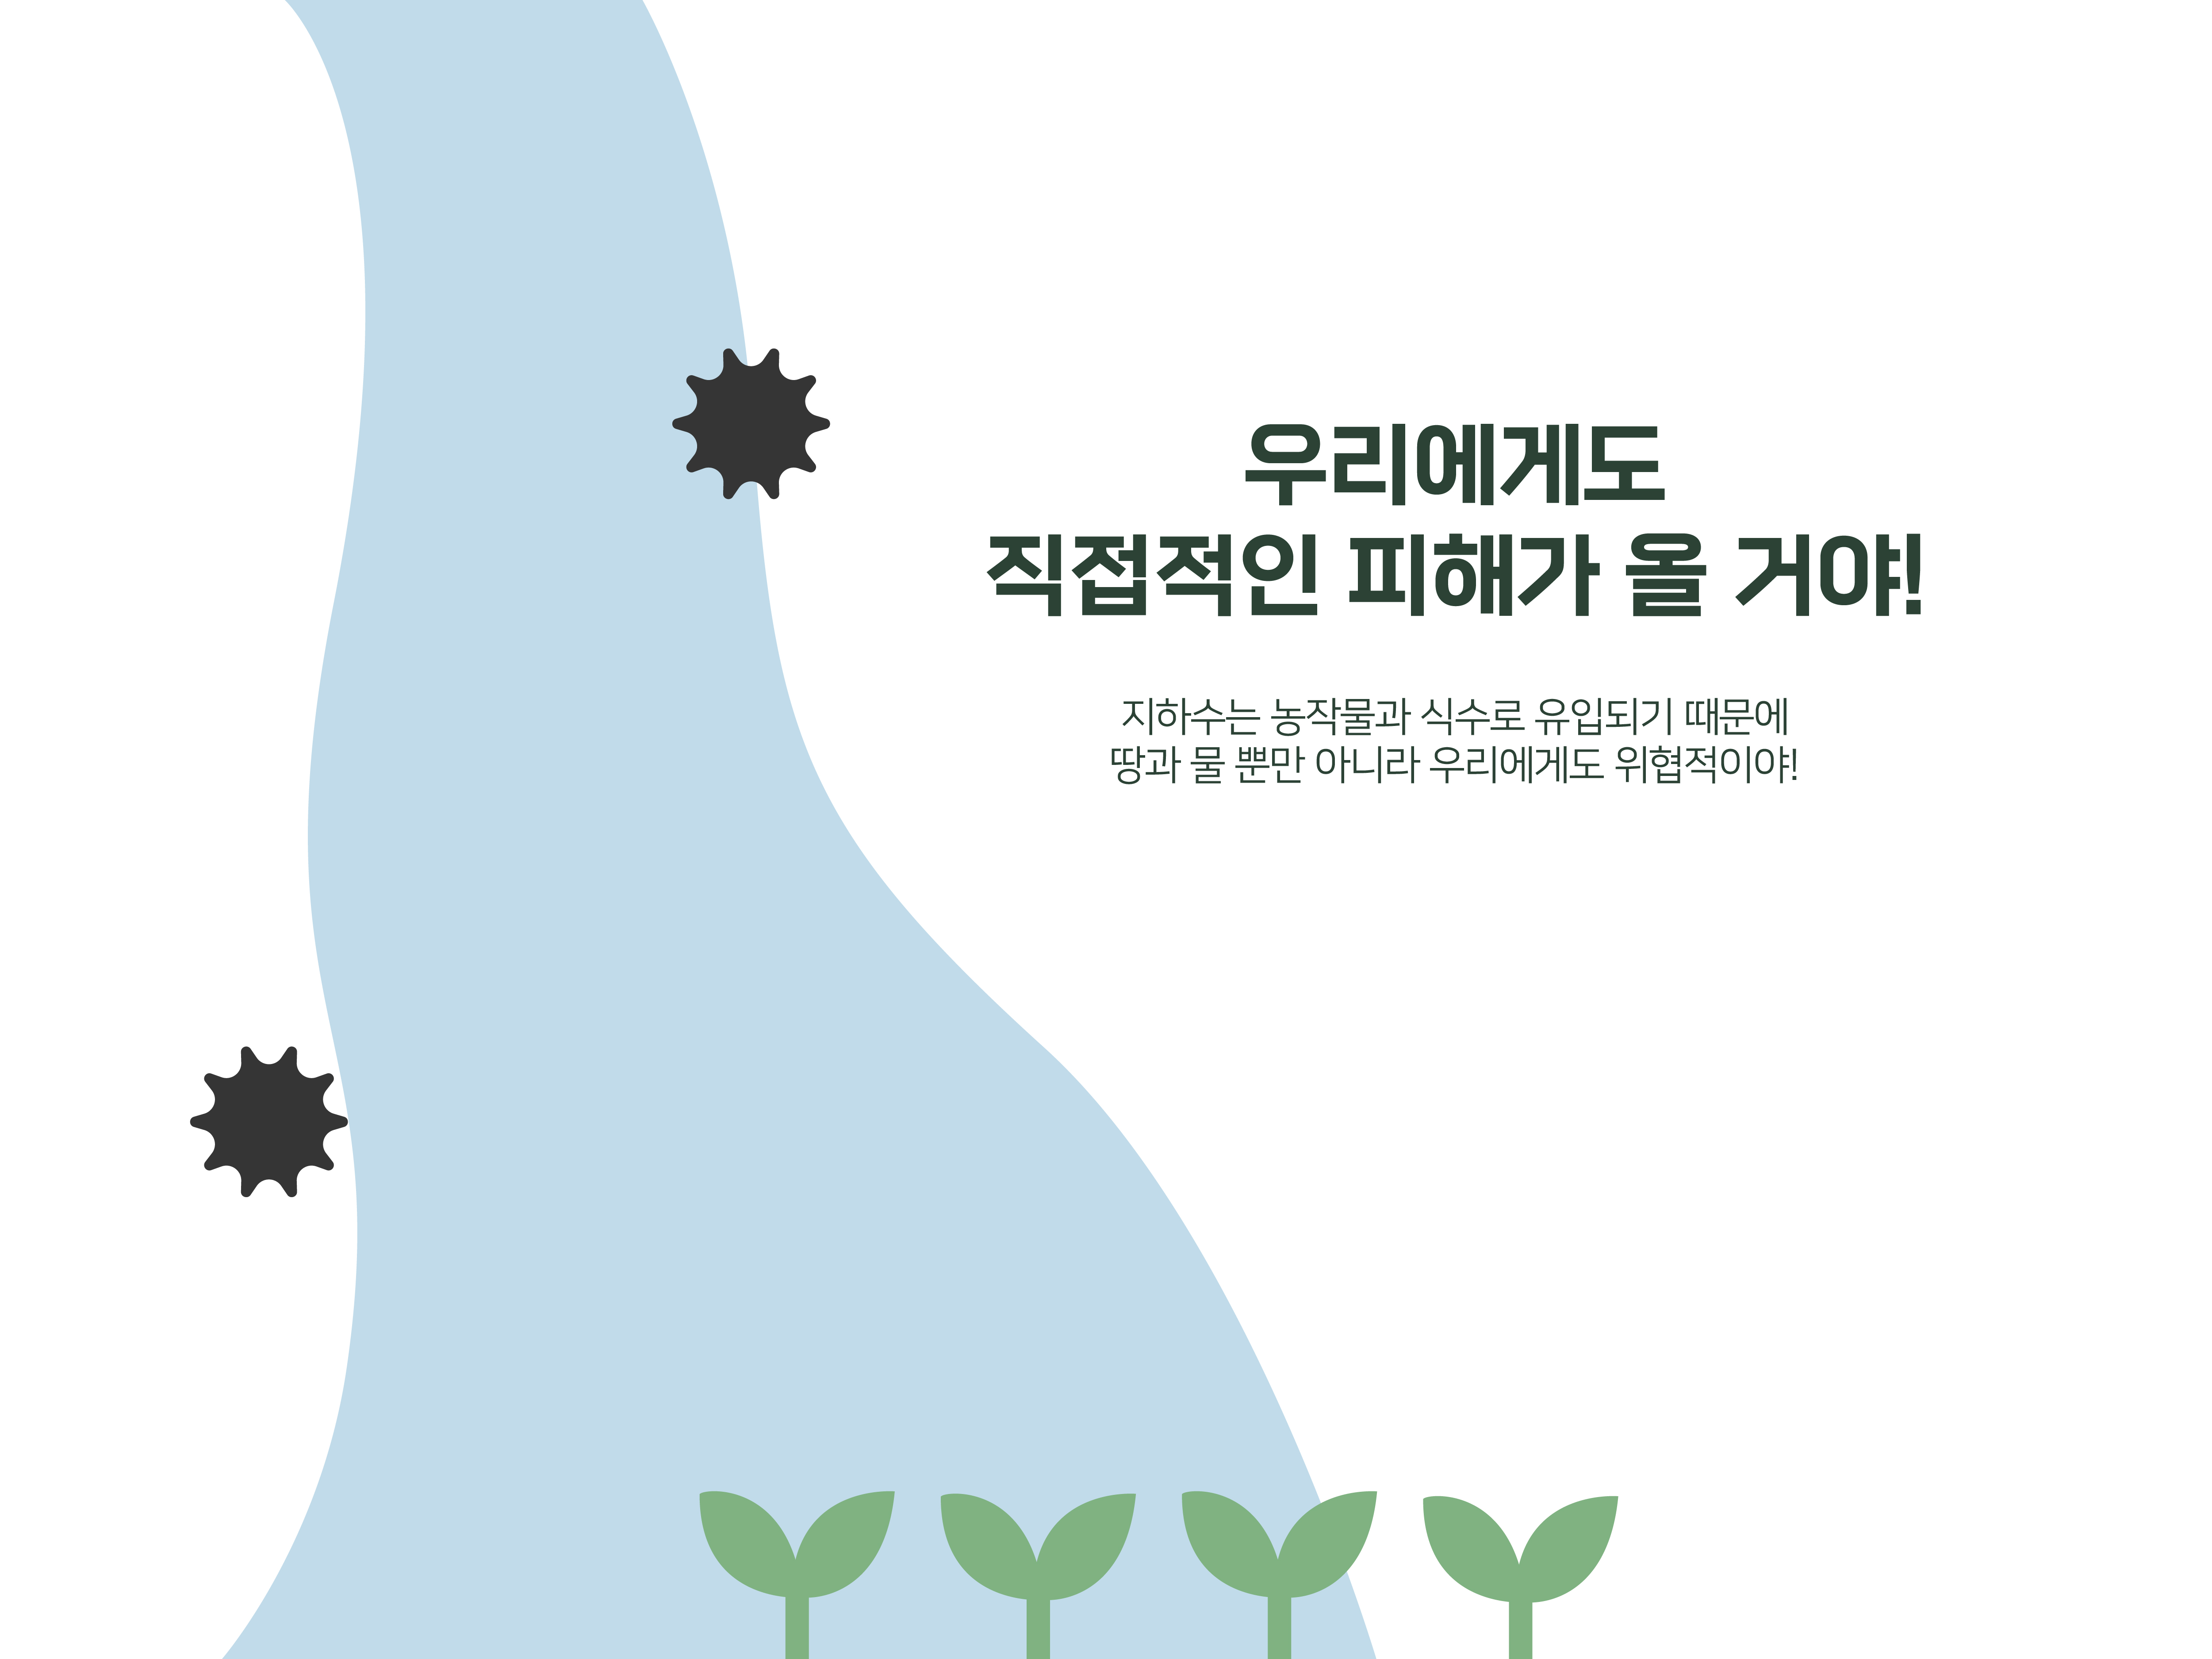 우리에게도
직접적인 피해가 올 거야!
지하수는 농작물과 식수로 유입되기 때문에
땅과 물 뿐만 아니라 우리에게도 위험적이야!